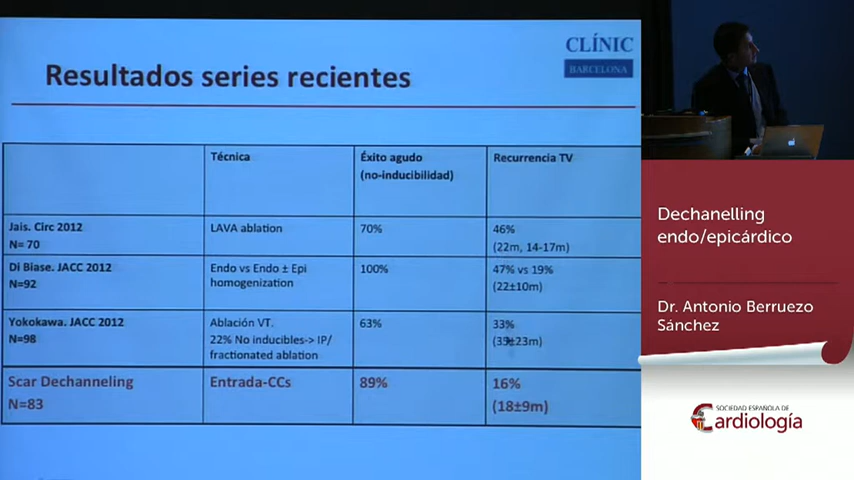 CLÍNIC
BARCELONA
Resultados series recientes
Técnica
Éxito agudo
(no-inducibilidad)
Recurrencia TV
Jais. Circ 2012
N= 70
LAVA ablation
70%
46%
(22m, 14-17m)
Di Biase. JACC 2012
N=92
Endo vs Endo ± Epi
homogenization
100%
47% vs 19%
(22±10m)
Yokokawa. JACC 2012
N=98
Ablación VT.
22% No inducibles-> IP/
fractionated ablation
63%
33%
Scar Dechanneling
N=83
Entrada-CCs
89%
16%
(18±9m)
Dechanelling
endo/epicárdico
Dr. Antonio Berruezo
Sánchez
SOCIEDAD ESPAÑOLA DE
Cardiología